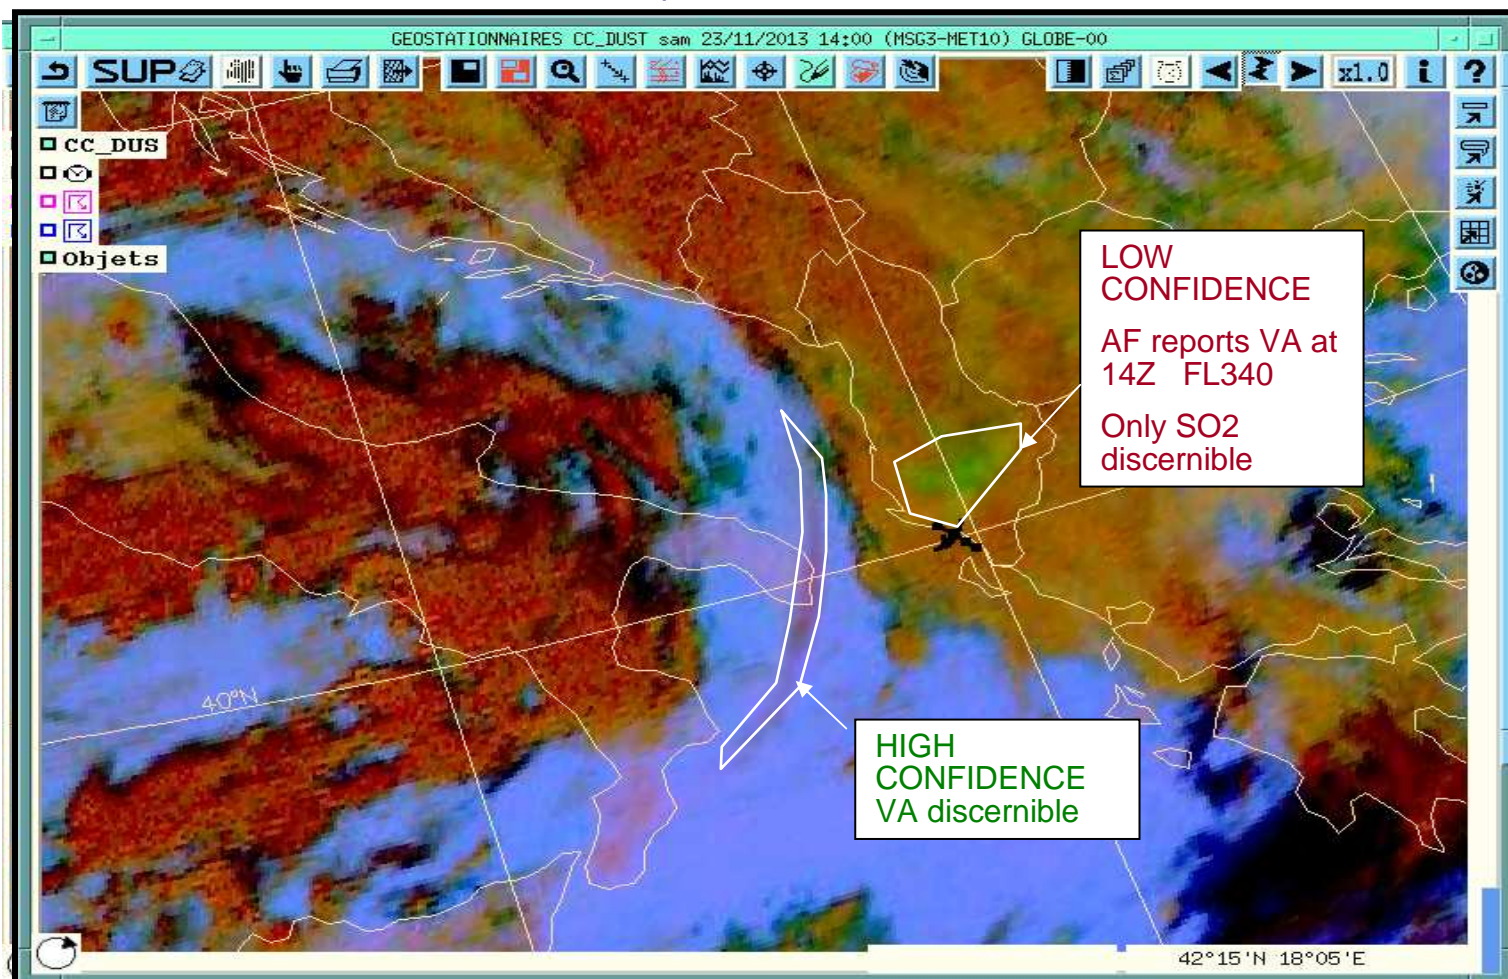 GEOSTATIONNAIRES CC_DUST sam 23/11/2013 14:00 (MSG3-MET10) GLOBE-00
SUP
x1.0
i
?
CC_DUS
Objets
LOW
CONFIDENCE
AF reports VA at
14Z FL340
Only SO2
discernible
40°N
HIGH
CONFIDENCE
VA discernible
42°15'N 18°05'E